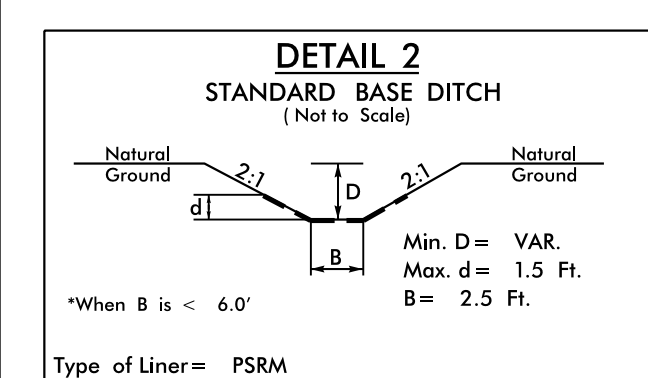 DETAIL 2
STANDARD BASE DITCH
( Not to Scale)
Natural
Ground
2:1
D
2:1
Natural
Ground
d
B
Min. D = VAR.
Max. d = 1.5 Ft.
B = 2.5 Ft.
*When B is < 6.0'
Type of Liner = PSRM